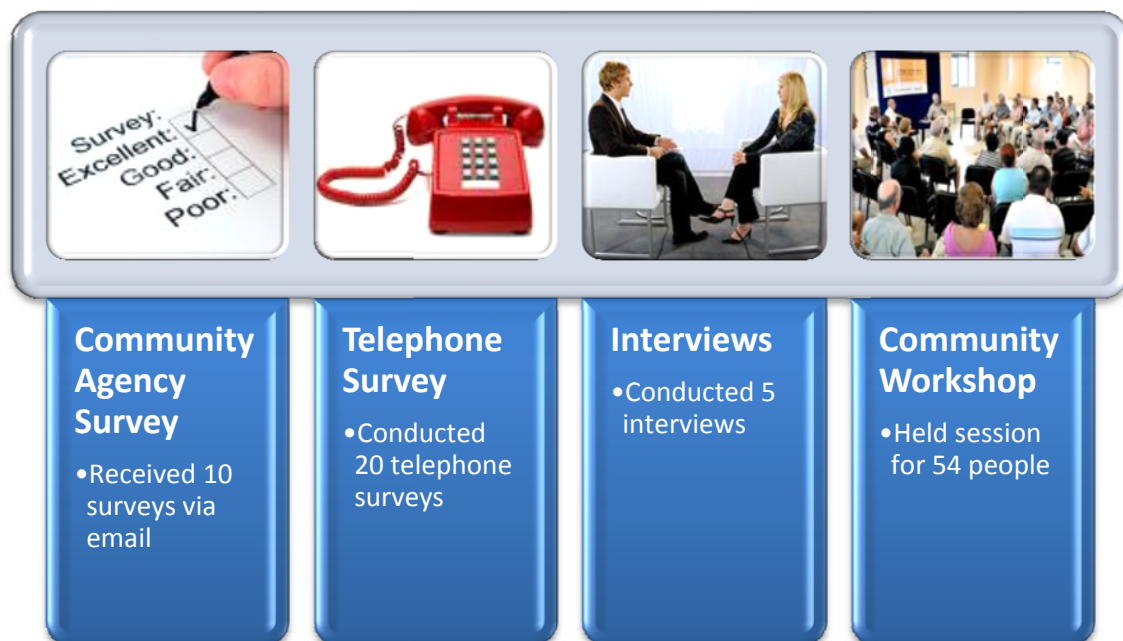 Survey:
Excellent:
Good:
Fair:
Poor:
Community
Agency
Survey
•Received 10
surveys via
email
Telephone
Survey
•Conducted
20 telephone
surveys
Interviews
•Conducted 5
interviews
Community
Workshop
•Held session
for 54 people